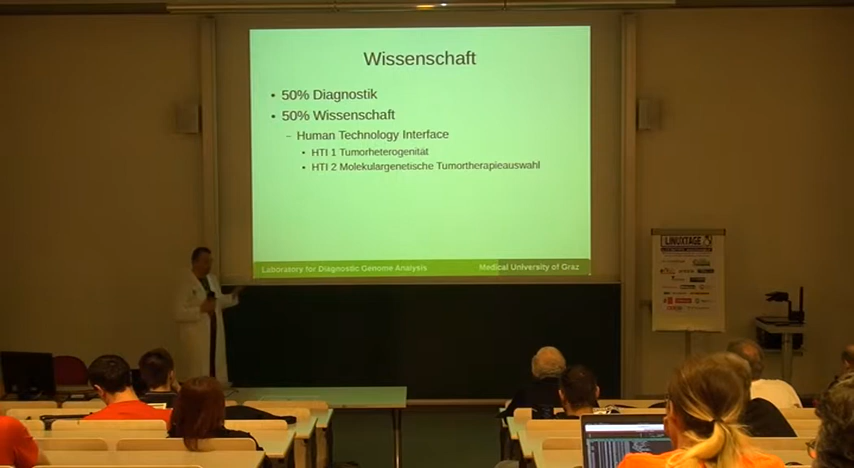 Wissenschaft
• 50% Diagnostik
• 50% Wissenschaft
– Human Technology Interface
• HTI 1 Tumorheterogenität
• HTI 2 Molekulargenetische Tumortherapieauswahl
Laboratory for Diagnostic Genome Analysis Medical University of Graz
LINUXTAGE